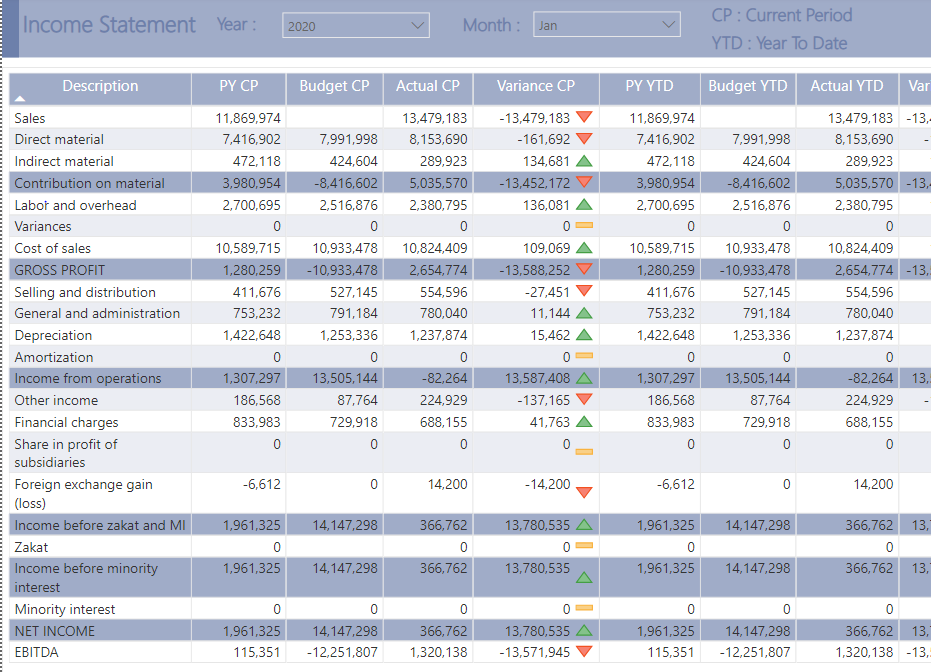 Income Statement Year : 2020 Month : Jan CP : Current Period
YTD : Year To Date
Description PY CP Budget CP Actual CP Variance CP PY YTD Budget YTD Actual YTD Var
Sales 11,869,974 13,479,183 -13,479,183 11,869,974 13,479,183 -13,4
Direct material 7,416,902 7,991,998 8,153,690 -161,692 7,416,902 7,991,998 8,153,690 -
Indirect material 472,118 424,604 289,923 134,681 472,118 424,604 289,923
Contribution on material 3,980,954 -8,416,602 5,035,570 -13,452,172 3,980,954 -8,416,602 5,035,570 -13,4
Labor and overhead 2,700,695 2,516,876 2,380,795 136,081 2,700,695 2,516,876 2,380,795
Variances 0 0 0 0 0 0 0
Cost of sales 10,589,715 10,933,478 10,824,409 109,069 10,589,715 10,933,478 10,824,409
GROSS PROFIT 1,280,259 -10,933,478 2,654,774 -13,588,252 1,280,259 -10,933,478 2,654,774 -13,5
Selling and distribution 411,676 527,145 554,596 -27,451 411,676 527,145 554,596
General and administration 753,232 791,184 780,040 11,144 753,232 791,184 780,040
Depreciation 1,422,648 1,253,336 1,237,874 15,462 1,422,648 1,253,336 1,237,874
Amortization 0 0 0 0 0 0 0
Income from operations 1,307,297 13,505,144 -82,264 13,587,408 1,307,297 13,505,144 -82,264 13,5
Other income 186,568 87,764 224,929 -137,165 186,568 87,764 224,929 -
Financial charges 833,983 729,918 688,155 41,763 833,983 729,918 688,155
Share in profit of 0 0 0 0 0 0 0
subsidiaries
Foreign exchange gain -6,612 0 14,200 -14,200 -6,612 0 14,200
(loss)
Income before zakat and MI 1,961,325 14,147,298 366,762 13,780,535 1,961,325 14,147,298 366,762 13,7
Zakat 0 0 0 0 0 0
Income before minority 1,961,325 14,147,298 366,762 13,780,535 1,961,325 14,147,298 366,762 13,7
interest
Minority interest 0 0 0 0 0 0 0
NET INCOME 1,961,325 14,147,298 366,762 13,780,535 1,961,325 14,147,298 366,762 13,7
EBITDA 115,351 -12,251,807 1,320,138 -13,571,945 115,351 -12,251,807 1,320,138 -13,5